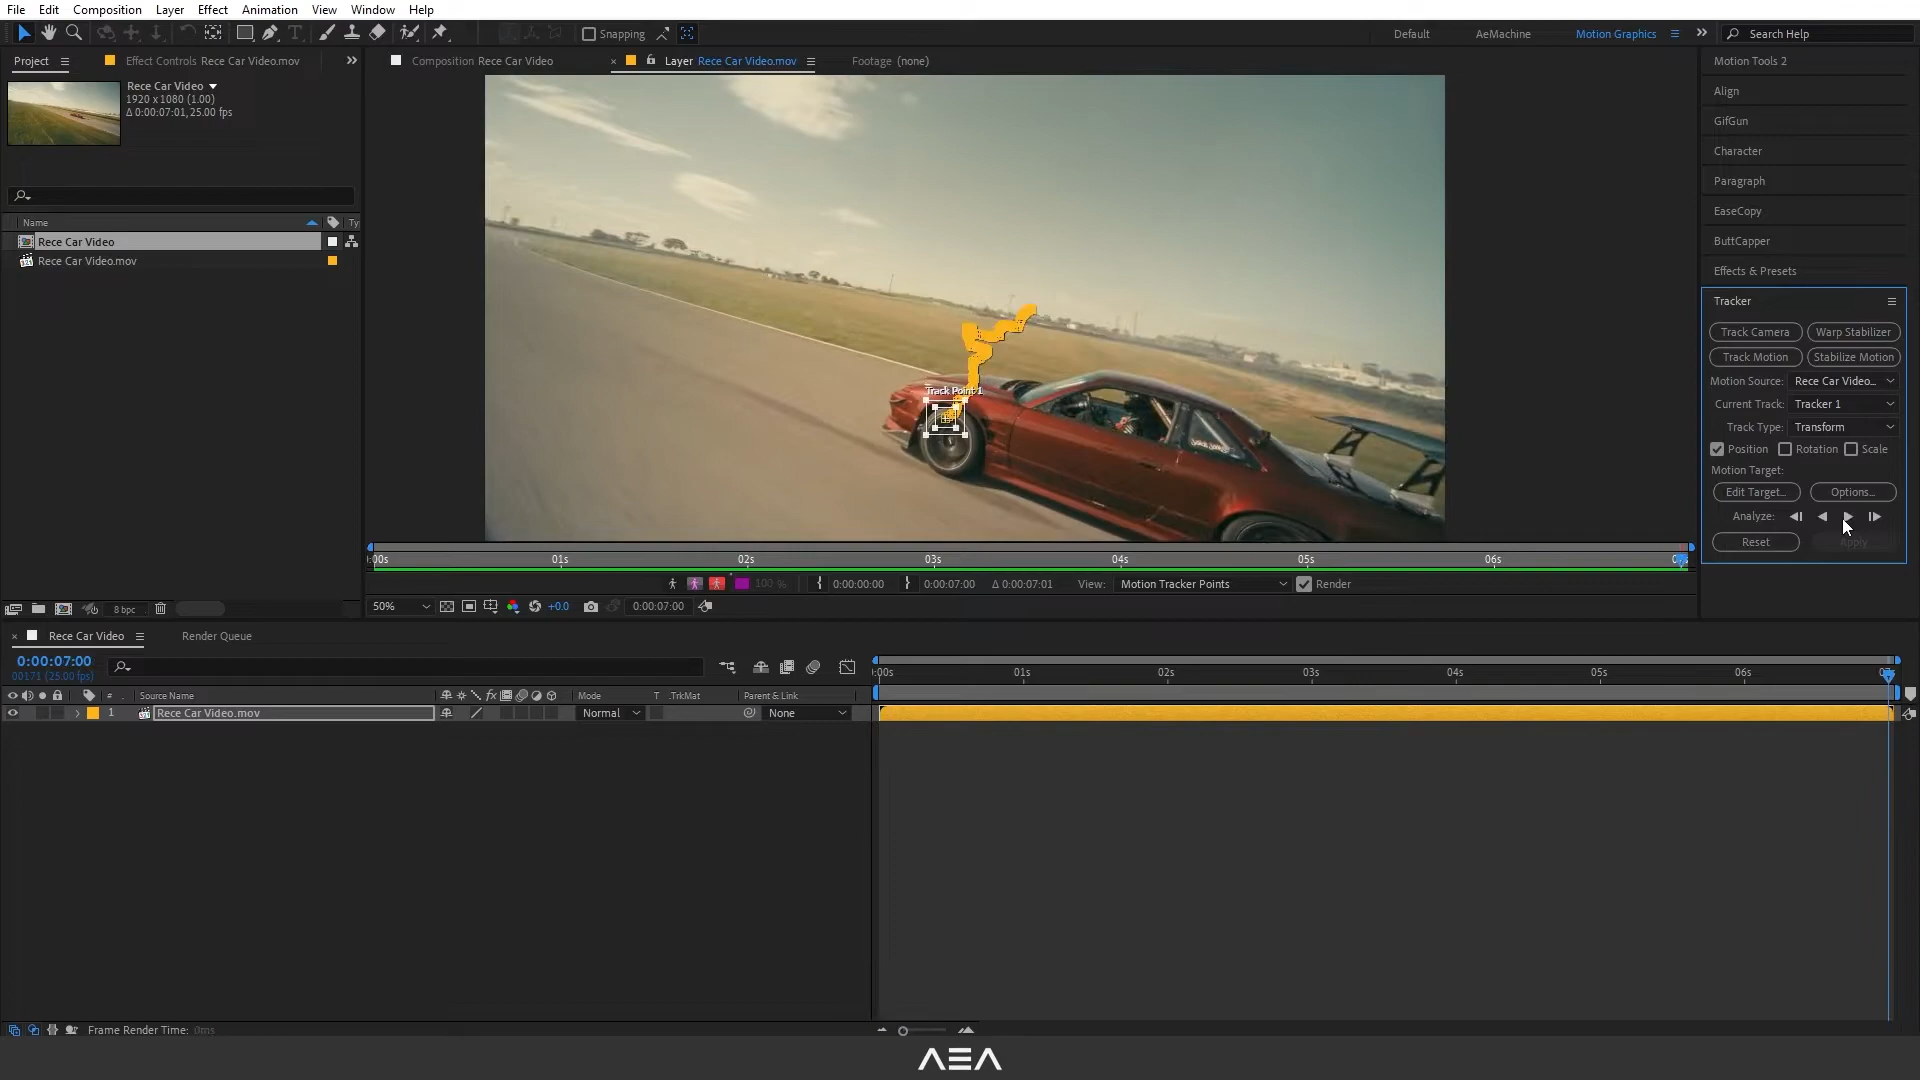 File Edit Composition Layer Effect Animation View Window Help
Snapping
Default AeMachine Motion Graphics Search Help
Project Effect Controls Rece Car Video.mov
Composition Rece Car Video
Layer Rece Car Video.mov
Footage (none)
Rece Car Video
1920 x 1080 (1.00)
Δ 0:00:07:01, 25.00 fps
Name Ty
Rece Car Video
Rece Car Video.mov
8 bpc
Track Point 1
:00s 01s 02s 03s 04s 05s 06s
100 % 0:00:00:00 0:00:07:00 Δ 0:00:07:01 View: Motion Tracker Points Render
50% +0.0 0:00:07:00
Motion Tools 2
Align
GifGun
Character
Paragraph
EaseCopy
ButtCapper
Effects & Presets
Tracker
Track Camera Warp Stabilizer
Track Motion Stabilize Motion
Motion Source: Rece Car Video...
Current Track: Tracker 1
Track Type: Transform
Position Rotation Scale
Motion Target:
Edit Target... Options...
Analyze:
Reset Apply
Rece Car Video Render Queue
0:00:07:00
00171 (25.00 fps)
:00s 01s 02s 03s 04s 05s 06s
# Source Name fx Mode T .TrkMat Parent & Link
1 Rece Car Video.mov Normal None
Frame Render Time: 0ms